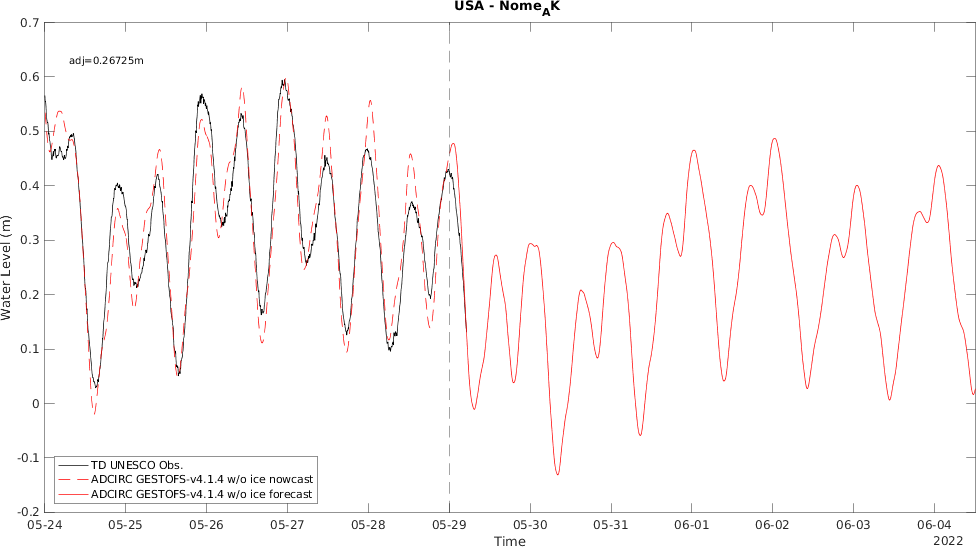 USA - Nome_AK
0.7
0.6
0.5
0.4
0.3
0.2
0.1
0
-0.1
-0.2
Water Level (m)
adj=0.26725m
TD UNESCO Obs.
ADCIRC GESTOFS-v4.1.4 w/o ice nowcast
ADCIRC GESTOFS-v4.1.4 w/o ice forecast
05-24 05-25 05-26 05-27 05-28 05-29 05-30 05-31 06-01 06-02 06-03 06-04
Time
2022